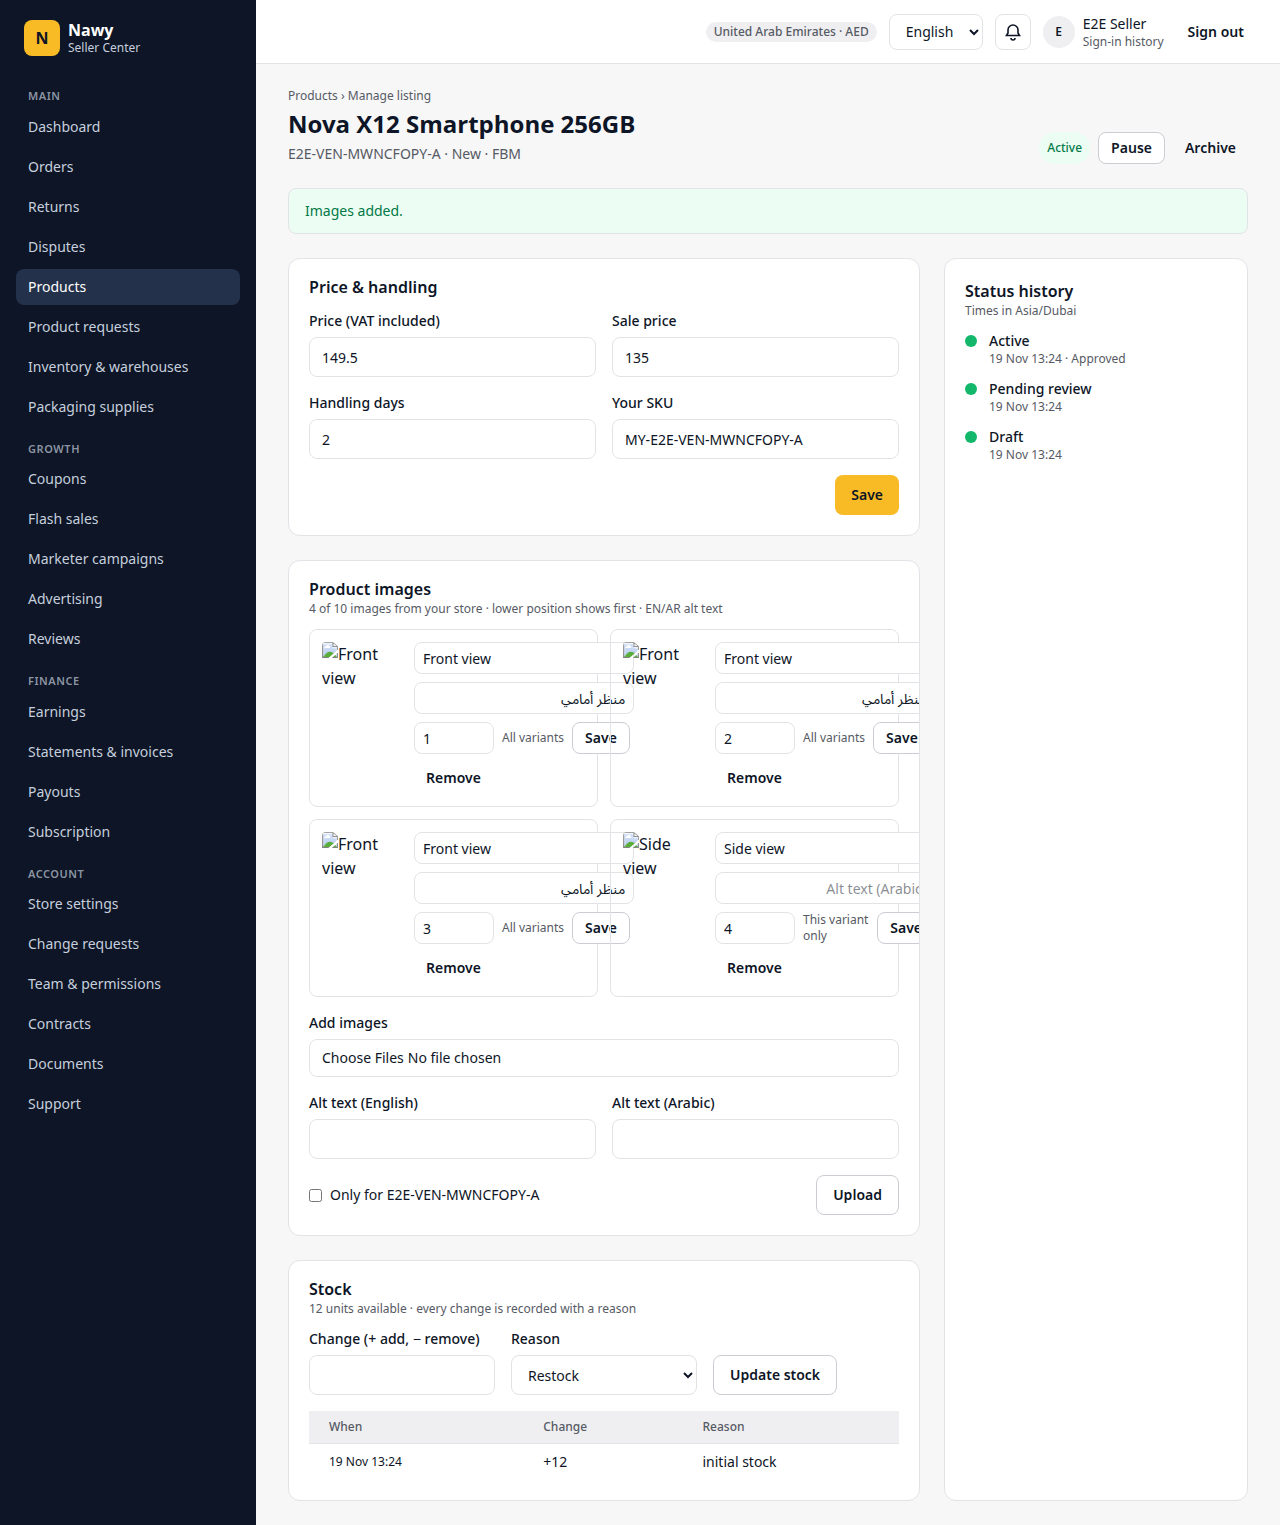 N
Nawy
Seller Center
MAIN
Dashboard
Orders
Returns
Disputes
Products
Product requests
Inventory & warehouses
Packaging supplies
GROWTH
Coupons
Flash sales
Marketer campaigns
Advertising
Reviews
FINANCE
Earnings
Statements & invoices
Payouts
Subscription
ACCOUNT
Store settings
Change requests
Team & permissions
Contracts
Documents
Support
United Arab Emirates · AED
English
E
E2E Seller
Sign-in history
Sign out
Products › Manage listing
Nova X12 Smartphone 256GB
E2E-VEN-MWNCFOPY-A · New · FBM
Active
Pause
Archive
Images added.
Price & handling
Price (VAT included)
Sale price
149.5
135
Handling days
Your SKU
2
MY-E2E-VEN-MWNCFOPY-A
Save
Product images
4 of 10 images from your store · lower position shows first · EN/AR alt text
Front view
Front view
منظر أمامي
1
All variants
Save
Remove
Front view
Front view
منظر أمامي
2
All variants
Save
Remove
Front view
Front view
منظر أمامي
3
All variants
Save
Remove
Side view
Side view
Alt text (Arabic
4
This variant only
Save
Remove
Add images
Choose Files No file chosen
Alt text (English)
Alt text (Arabic)
Only for E2E-VEN-MWNCFOPY-A
Upload
Stock
12 units available · every change is recorded with a reason
Change (+ add, − remove)
Reason
Restock
Update stock
When
Change
Reason
19 Nov 13:24
+12
initial stock
Status history
Times in Asia/Dubai
Active
19 Nov 13:24 · Approved
Pending review
19 Nov 13:24
Draft
19 Nov 13:24